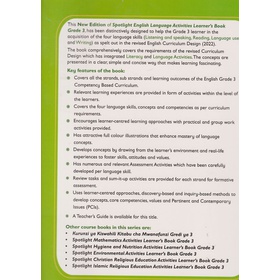 This New Edition of Spotlight English Language Activities Learner's Book
Grade 3, has been distinctively designed to help the Grade 3 learner in the
acquisition of the four language skills (Listening and speaking, Reading, Language use
and Writing) as spelt out in the revised English Curriculum Design (2022).
The book comprehensively covers the requirements of the revised Curriculum
Design which has integrated Literacy and Language Activities. The concepts are
presented in a clear, simple and concise way that makes learning fascinating.
Key features of the book:
Covers all the strands, sub strands and learning outcomes of the English Grade 3
Competency Based Curriculum.
Relevant learning experiences are provided in form of activities within the level of
the learners.
Covers the four language skills, concepts and competencies as per curriculum
requirements.
Encourages learner-centered learning approaches with practical and group work
activities provided.
Has attractive full colour illustrations that enhance mastery of language
concepts.
Develops concepts by drawing from the learner's environment and real-life
experiences to foster skills, attitudes and values.
Has numerous and relevant Assessment Activities which have been carefully
developed per language skill.
Review tasks and sum-it-up activities are provided for each strand for formative
assessment.
Uses learner-centered approaches, discovery-based and inquiry-based methods to
develop concepts, core competencies, values and Pertinent and Contemporary
Issues (PCIs).
A Teacher's Guide is available for this title.
Other course books in this series are:
Kurunzi ya Kiswahili Kitabu cha Mwanafunzi Gredi ya 3
Spotlight Mathematics Activities Learner's Book Grade 3
Spotlight Hygiene and Nutrition Activities Learner's Book Grade 3
Spotlight Environmental Activities Learner's Book Grade 3
Spotlight Christian Religious Education Activities Learner's Book Grade 3
Spotlight Islamic Religious Education Activities Learner's Book Grade 3